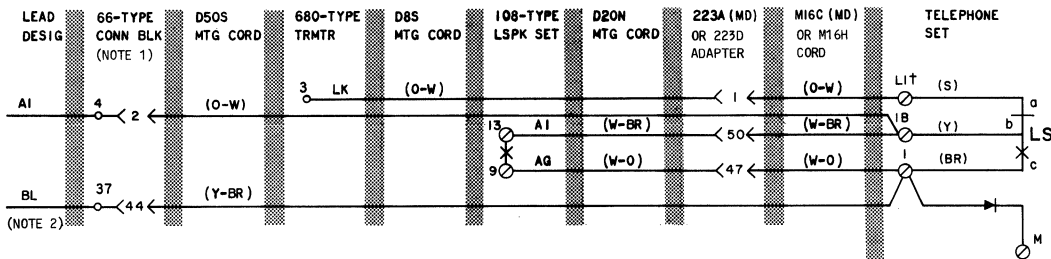 LEAD DESIG
66-TYPE CONN BLK (NOTE 1)
D50S MTG CORD
680-TYPE TRMTR
D8S MTG CORD
108-TYPE LSPK SET
D20N MTG CORD
223A (MD) OR 223D ADAPTER
M16C (MD) OR M16H CORD
TELEPHONE SET
3 LK (O-W) 1 (O-W) L1† (S) a
A1 4 2 (O-W) 1B
13 A1 (W-BR) 50 (W-BR) (Y) b LS
9 AG (W-O) 47 (W-O) 1 (BR) c
BL 37 44 (Y-BR)
(NOTE 2)
M